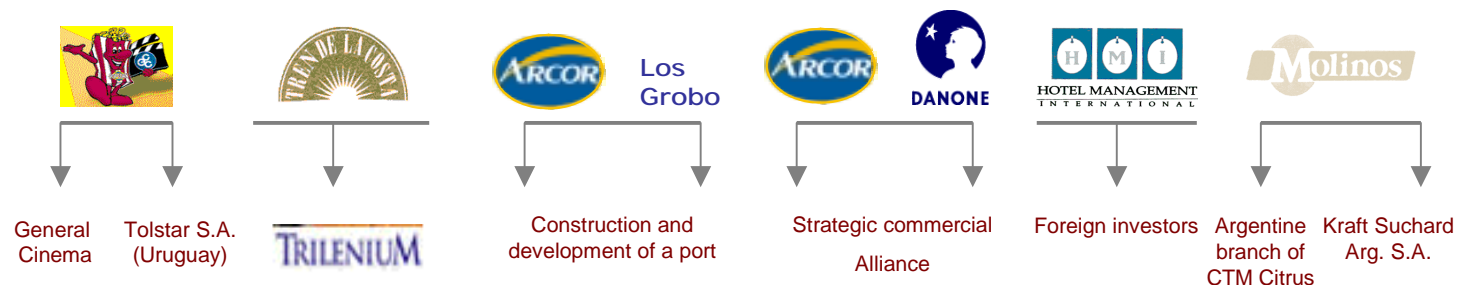 TREN DE LA COSTA
ARCOR
Los
Grobo
ARCOR
DANONE
H M I
HOTEL MANAGEMENT
INTERNATIONAL
Molinos
General
Cinema
Tolstar S.A.
(Uruguay)
TRILENIUM
Construction and
development of a port
Strategic commercial
Alliance
Foreign investors
Argentine
branch of
CTM Citrus
Kraft Suchard
Arg. S.A.